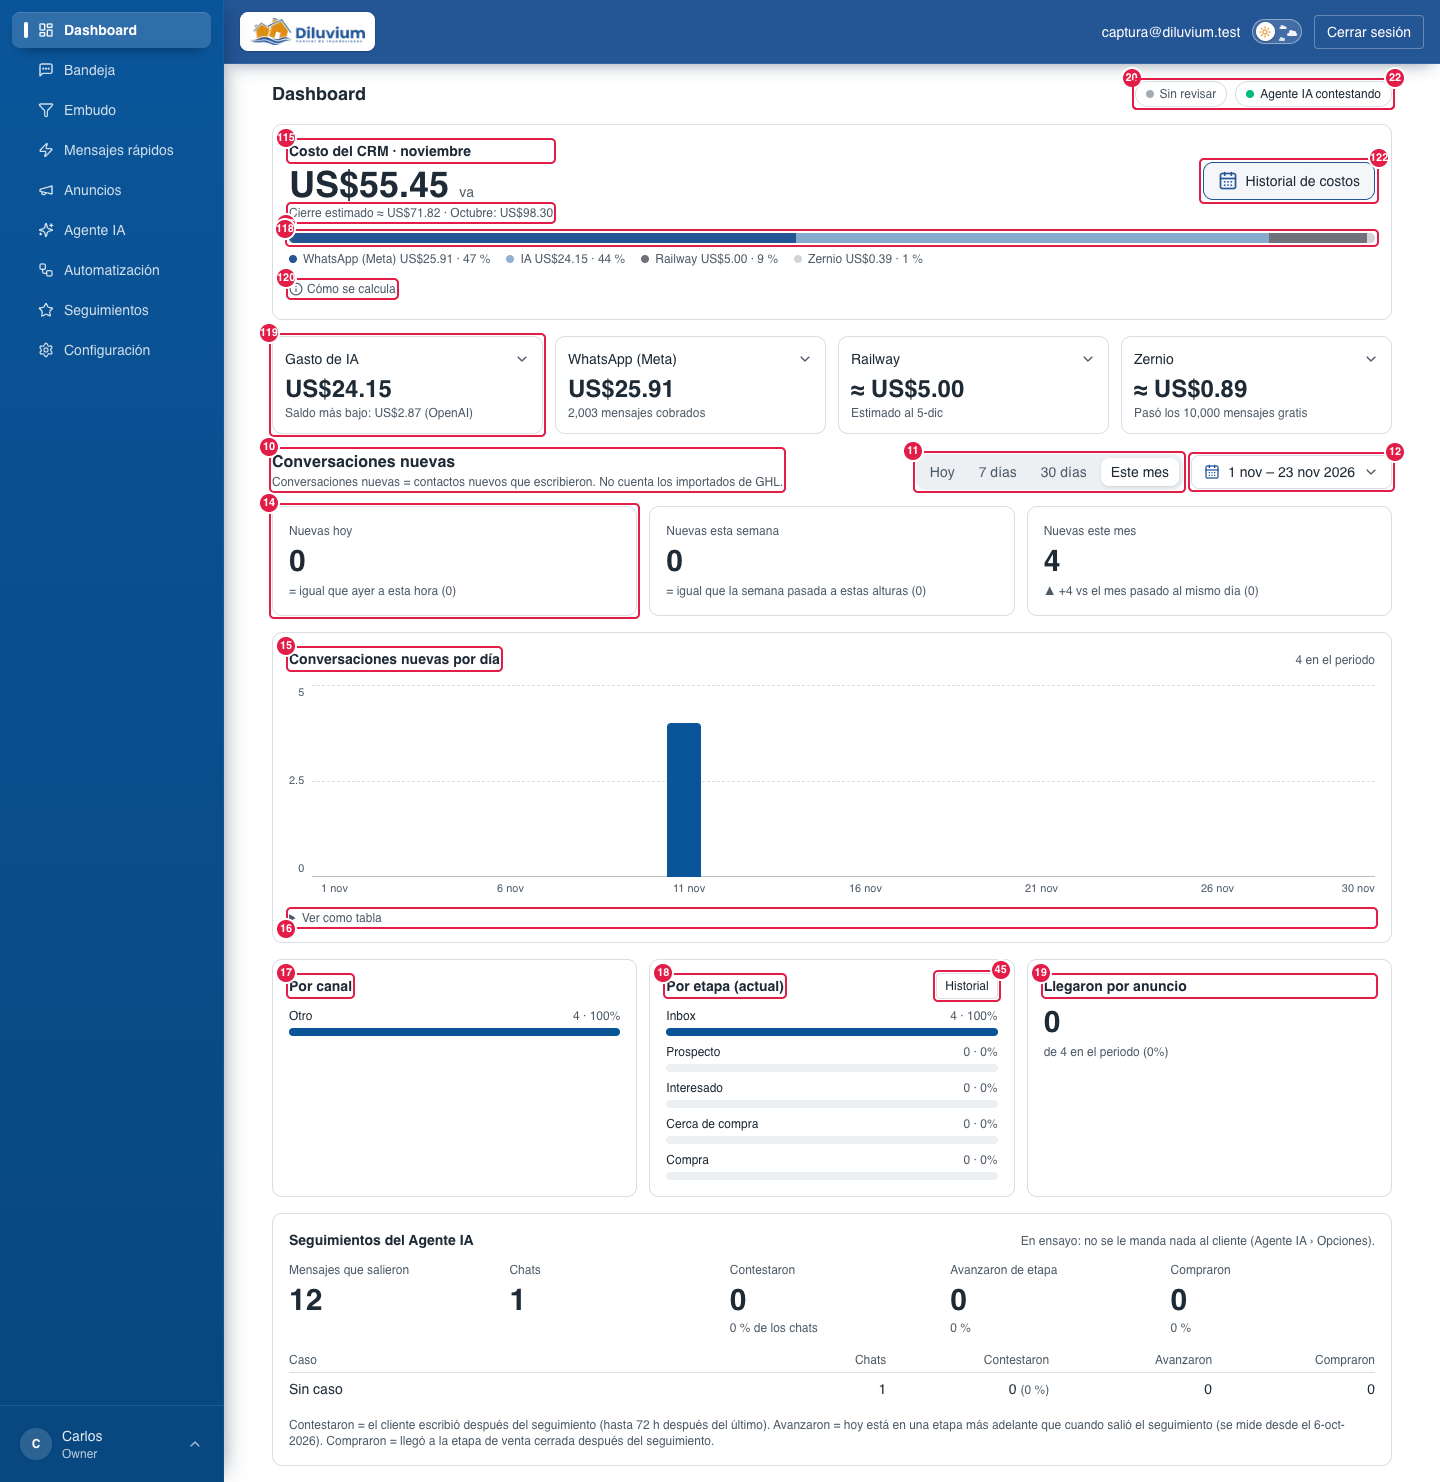 Dashboard
Bandeja
Embudo
Mensajes rápidos
Anuncios
Agente IA
Automatización
Seguimientos
Configuración
Carlos
Owner
C
Diluvium
captura@diluvium.test
Cerrar sesión
Dashboard
20
22
Sin revisar
Agente IA contestando
115
Costo del CRM · noviembre
US$55.45 va
Cierre estimado ≈ US$71.82 · Octubre: US$98.30
122
Historial de costos
118
WhatsApp (Meta) US$25.91 · 47 %
IA US$24.15 · 44 %
Railway US$5.00 · 9 %
Zernio US$0.39 · 1 %
120
Cómo se calcula
119
Gasto de IA
US$24.15
Saldo más bajo: US$2.87 (OpenAI)
WhatsApp (Meta)
US$25.91
2,003 mensajes cobrados
Railway
≈ US$5.00
Estimado al 5-dic
Zernio
≈ US$0.89
Pasó los 10,000 mensajes gratis
10
Conversaciones nuevas
Conversaciones nuevas = contactos nuevos que escribieron. No cuenta los importados de GHL.
11
Hoy
7 días
30 días
Este mes
12
1 nov – 23 nov 2026
14
Nuevas hoy
0
= igual que ayer a esta hora (0)
Nuevas esta semana
0
= igual que la semana pasada a estas alturas (0)
Nuevas este mes
4
▲ +4 vs el mes pasado al mismo día (0)
15
Conversaciones nuevas por día
4 en el periodo
5
2.5
0
1 nov
6 nov
11 nov
16 nov
21 nov
26 nov
30 nov
Ver como tabla
16
17
Por canal
Otro
4 · 100%
18
Por etapa (actual)
45
Historial
Inbox
4 · 100%
Prospecto
0 · 0%
Interesado
0 · 0%
Cerca de compra
0 · 0%
Compra
0 · 0%
19
Llegaron por anuncio
0
de 4 en el periodo (0%)
Seguimientos del Agente IA
En ensayo: no se le manda nada al cliente (Agente IA › Opciones).
Mensajes que salieron
12
Chats
1
Contestaron
0
0 % de los chats
Avanzaron de etapa
0
0 %
Compraron
0
0 %
Caso
Chats
Contestaron
Avanzaron
Compraron
Sin caso
1
0 (0 %)
0
0
Contestaron = el cliente escribió después del seguimiento (hasta 72 h después del último). Avanzaron = hoy está en una etapa más adelante que cuando salió el seguimiento (se mide desde el 6-oct-
2026). Compraron = llegó a la etapa de venta cerrada después del seguimiento.